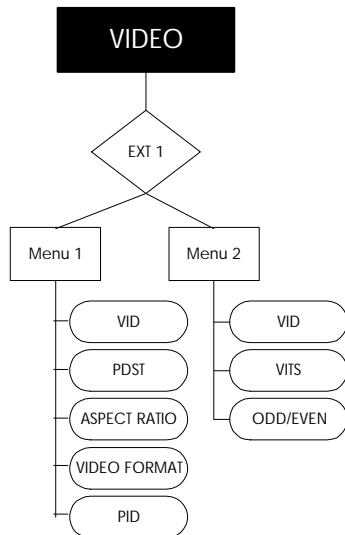 VIDEO
EXT 1
Menu 1
Menu 2
VID
PDST
ASPECT RATIO
VIDEO FORMAT
PID
VID
VITS
ODD/EVEN